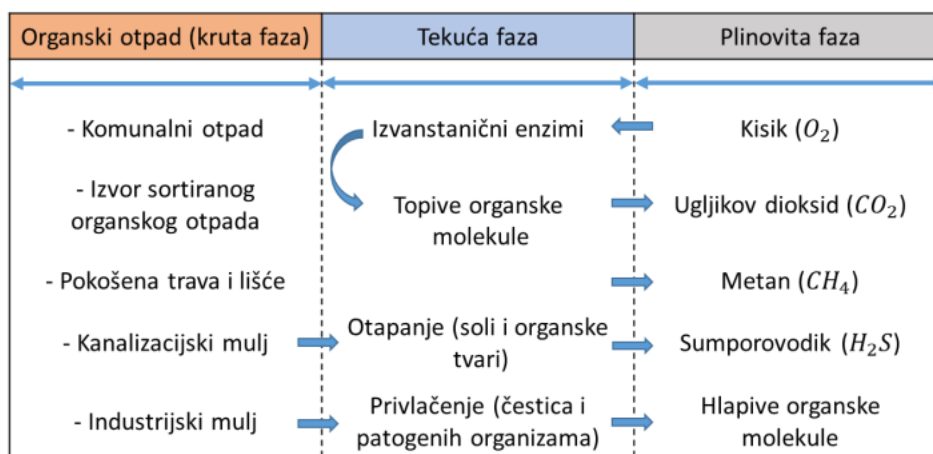 Organski otpad (kruta faza)
Tekuća faza
Plinovita faza
- Komunalni otpad
Izvanstanični enzimi
Kisik (O₂)
- Izvor sortiranog
organskog otpada
Topive organske
molekule
Ugljikov dioksid (CO₂)
- Pokošena trava i lišće
Metan (CH₄)
- Kanalizacijski mulj
Otapanje (soli i organske
tvari)
Sumporovodik (H₂S)
- Industrijski mulj
Privlačenje (čestica i
patogenih organizama)
Hlapive organske
molekule